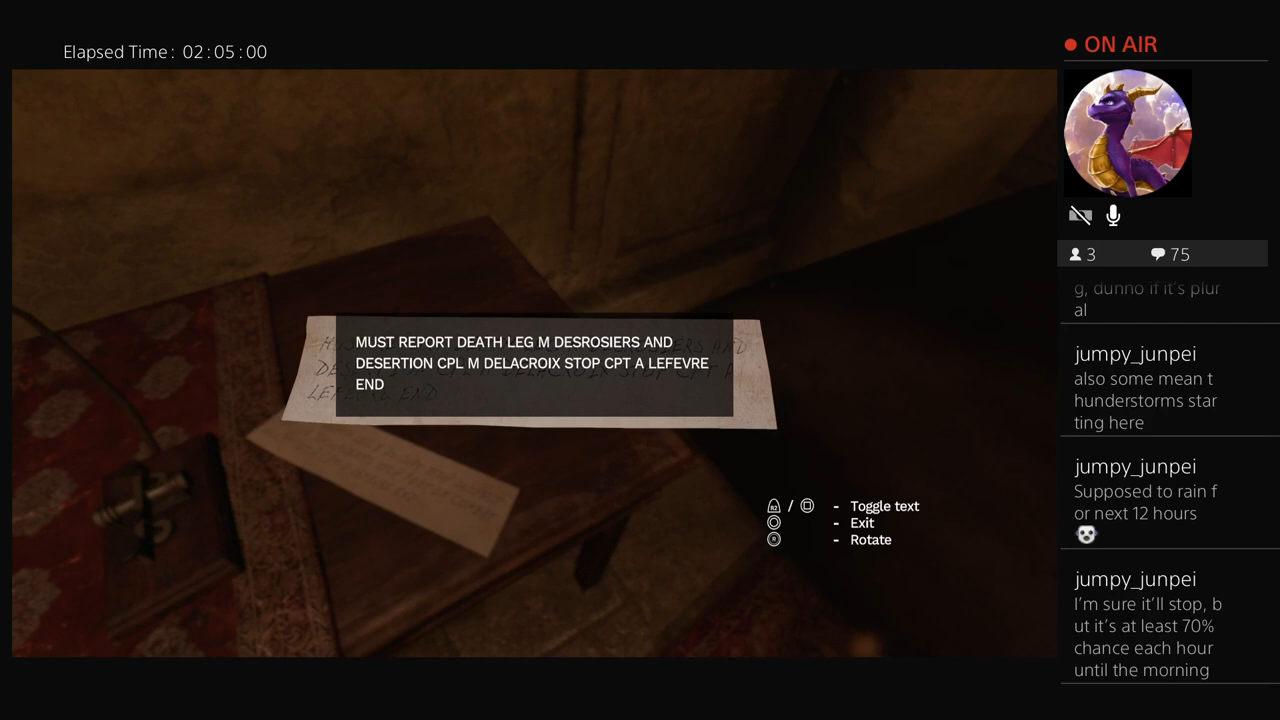 Elapsed Time: 02:05:00
ON AIR
3
75
g, dunno if it's plur
al
jumpy_junpei
also some mean t
hunderstorms star
ting here
jumpy_junpei
Supposed to rain f
or next 12 hours
jumpy_junpei
I'm sure it'll stop, b
ut it's at least 70%
chance each hour
until the morning
MUST REPORT DEATH LEG M DESROSIERS AND
DESERTION CPL M DELACROIX STOP CPT A LEFEVRE
END
R2 / - Toggle text
- Exit
R - Rotate